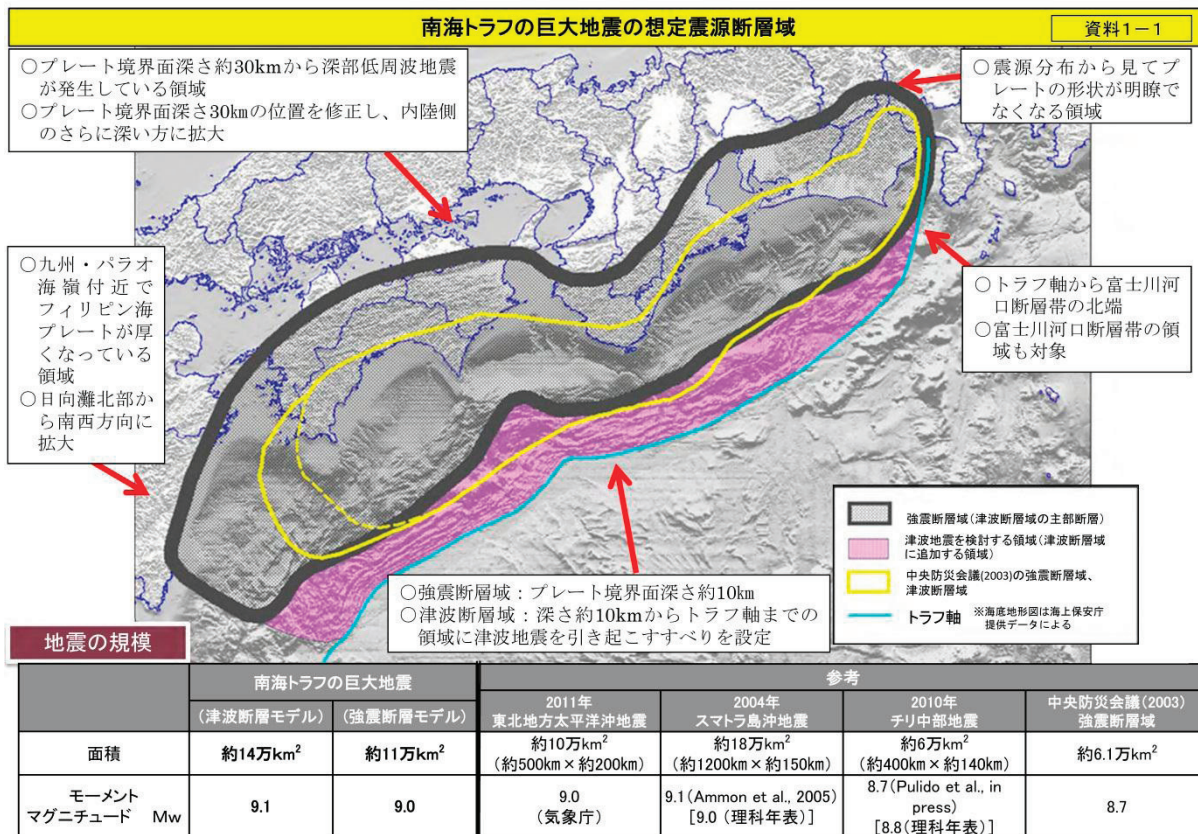 南海トラフの巨大地震の想定震源断層域
資料1-1
○プレート境界面深さ約30kmから深部低周波地震
が発生している領域
○プレート境界面深さ30kmの位置を修正し、内陸側
のさらに深い方に拡大
○震源分布から見てプ
レートの形状が明瞭で
なくなる領域
○九州・パラオ
海嶺付近で
フィリピン海
プレートが厚
くなっている
領域
○日向灘北部か
ら南西方向に
拡大
○トラフ軸から富士川河
口断層帯の北端
○富士川河口断層帯の領
域も対象
強震断層域(津波断層域の主部断層)
津波地震を検討する領域(津波断層域
に追加する領域)
中央防災会議(2003)の強震断層域、
津波断層域
トラフ軸
※海底地形図は海上保安庁
提供データによる
○強震断層域:プレート境界面深さ約10km
○津波断層域:深さ約10kmからトラフ軸までの
領域に津波地震を引き起こすすべりを設定
地震の規模
南海トラフの巨大地震 参考
(津波断層モデル) (強震断層モデル) 2011年 2004年 2010年 中央防災会議(2003)
東北地方太平洋沖地震 スマトラ島沖地震 チリ中部地震 強震断層域
面積 約14万km² 約11万km² 約10万km² 約18万km² 約6万km² 約6.1万km²
(約500km×約200km) (約1200km×約150km) (約400km×約140km)
モーメント
マグニチュード Mw 9.1 9.0 9.0 9.1(Ammon et al., 2005) 8.7(Pulido et al., in 8.7
(気象庁) [9.0 (理科年表)] press)
[8.8(理科年表)]